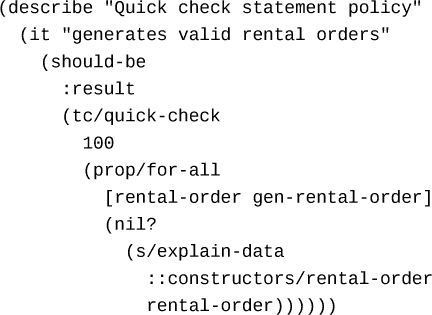 (describe "Quick check statement policy"
  (it "generates valid rental orders"
    (should-be
      :result
      (tc/quick-check
        100
        (prop/for-all
          [rental-order gen-rental-order]
          (nil?
            (s/explain-data
              ::constructors/rental-order
              rental-order))))))